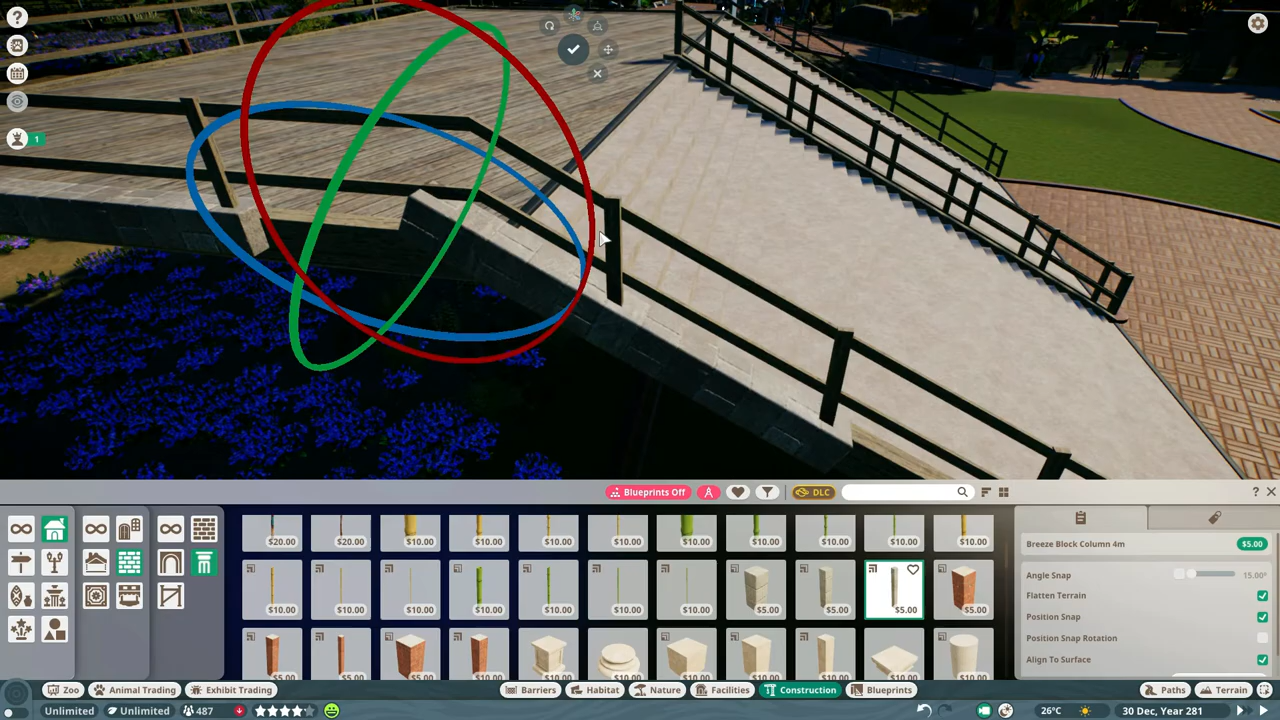 ?
1
Blueprints Off
DLC
?
$20.00 $20.00 $10.00 $10.00 $10.00 $10.00 $10.00 $10.00 $10.00 $10.00 $10.00
$10.00 $10.00 $10.00 $10.00 $10.00 $10.00 $10.00 $5.00 $5.00 $5.00 $5.00
Breeze Block Column 4m $5.00
Angle Snap 15.00°
Flatten Terrain
Position Snap
Position Snap Rotation
Align To Surface
Zoo Animal Trading Exhibit Trading Barriers Habitat Nature Facilities Construction Blueprints Paths Terrain
Unlimited Unlimited 487 26°C 30 Dec, Year 281